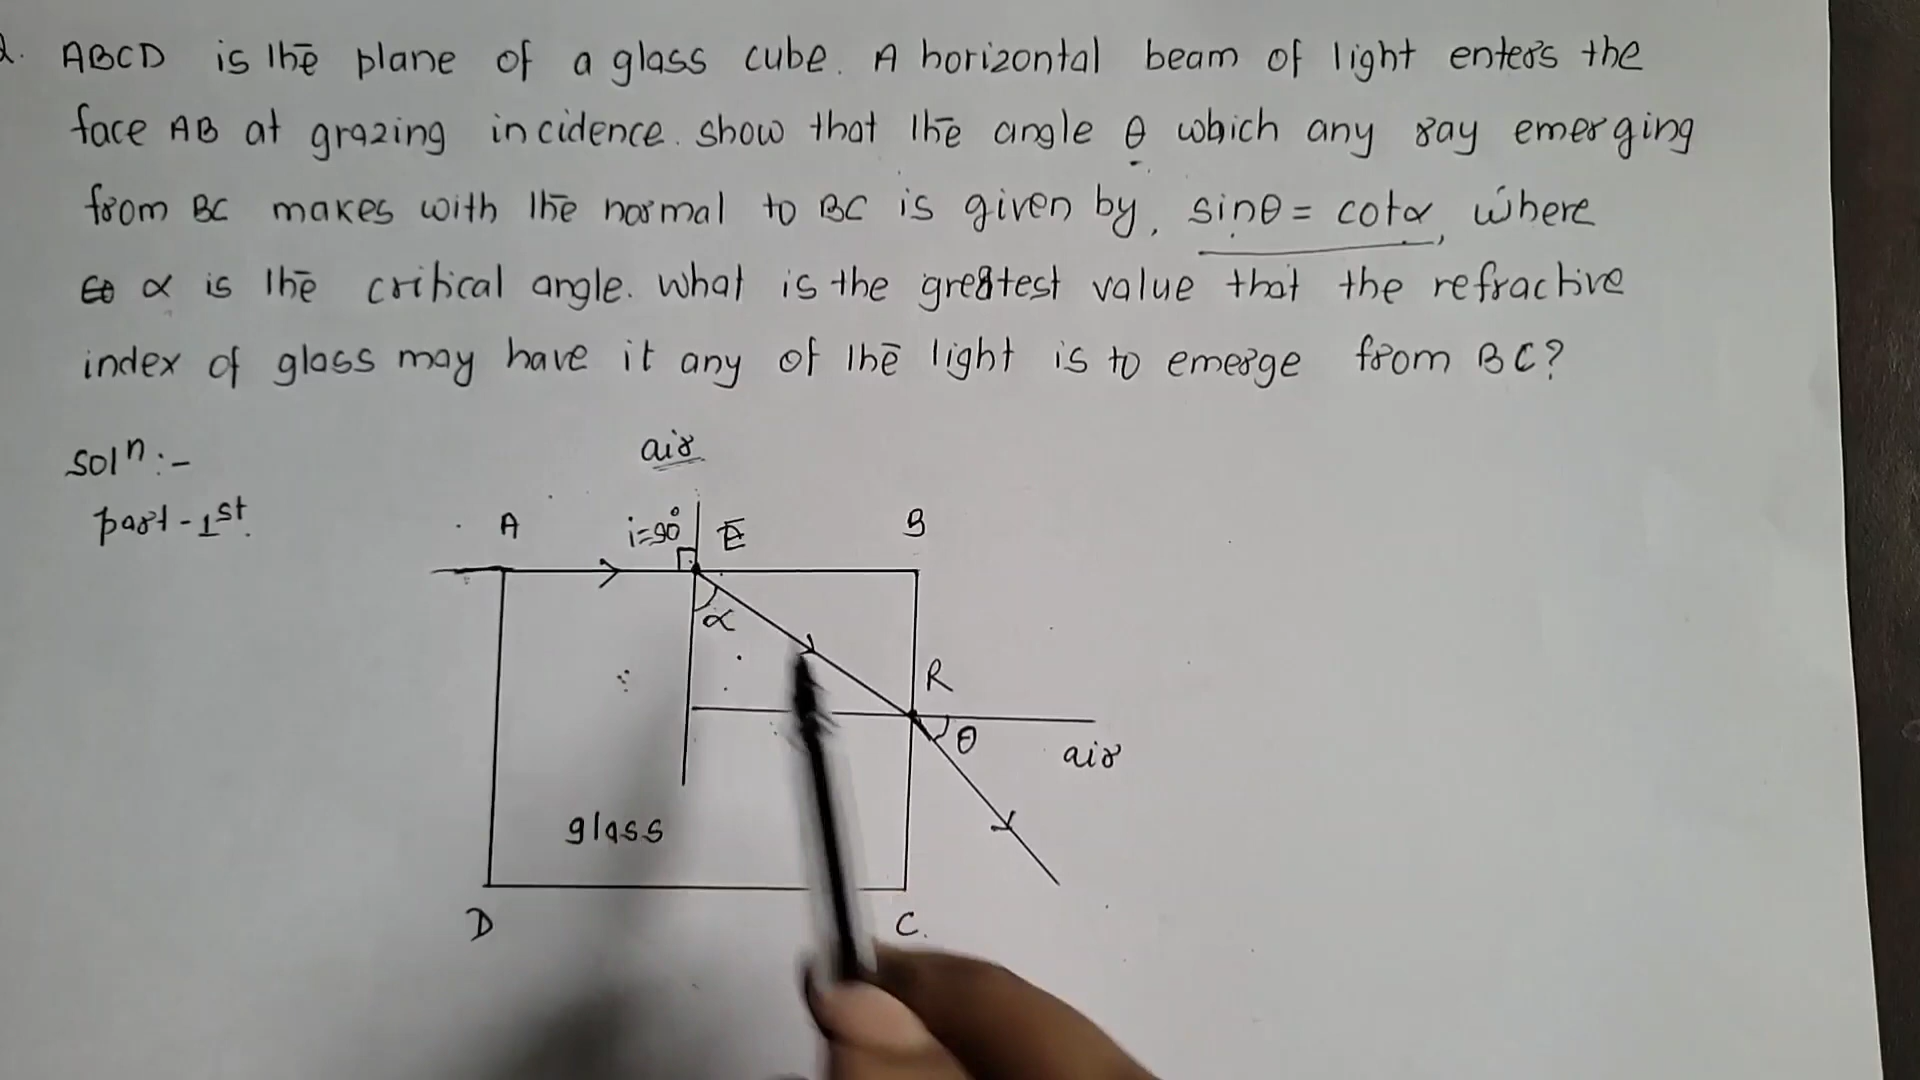 2. ABCD is the plane of a glass cube. A horizontal beam of light enters the
face AB at grazing incidence. show that the angle θ which any ray emerging
from BC makes with the normal to BC is given by, sinθ = cotα, where
α is the critical angle. what is the greatest value that the refractive
index of glass may have it any of the light is to emerge from BC?
Solⁿ :-
part - 1st.
air
A
i=90°
E
B
α
R
θ
air
glass
D
C.